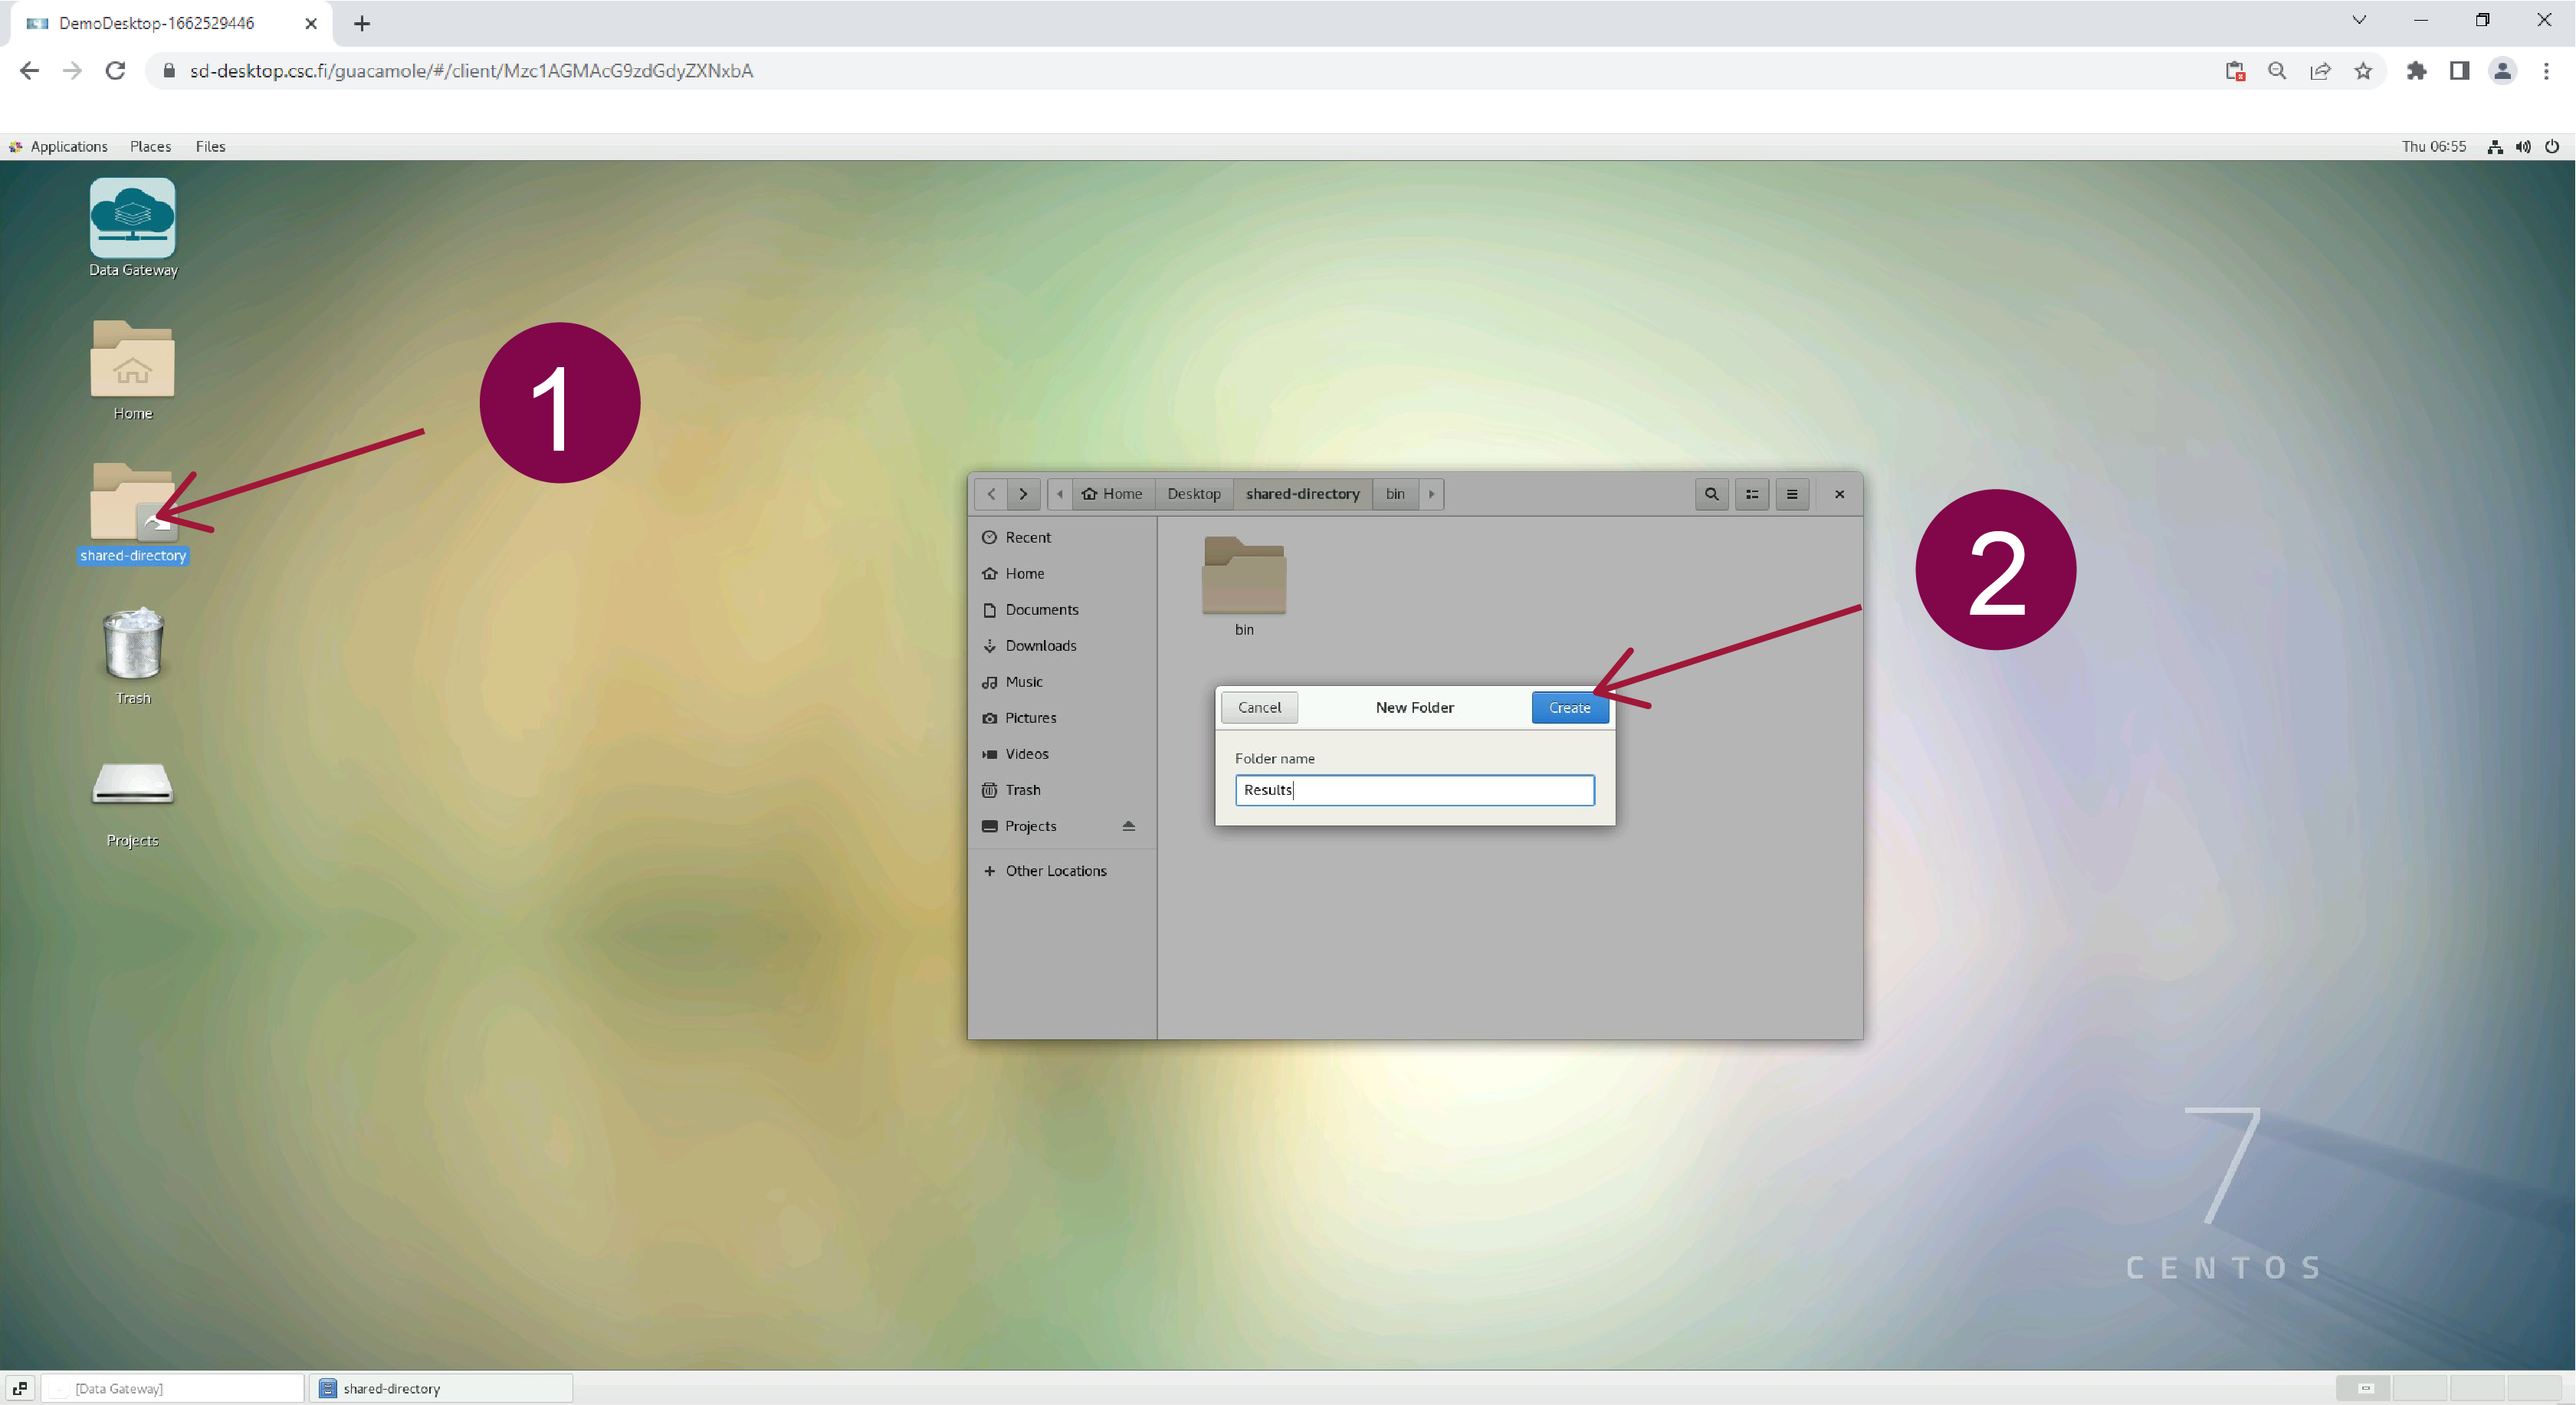 DemoDesktop-1662529446
sd-desktop.csc.fi/guacamole/#/client/Mzc1AGMAcG9zdGdyZXNxbA
Applications Places Files Thu 06:55
Data Gateway
Home
shared-directory
Trash
Projects
1
2
Home Desktop shared-directory bin
Recent
Home
Documents
Downloads
Music
Pictures
Videos
Trash
Projects
Other Locations
bin
Cancel New Folder Create
Folder name
Results
7
CENTOS
[Data Gateway] shared-directory